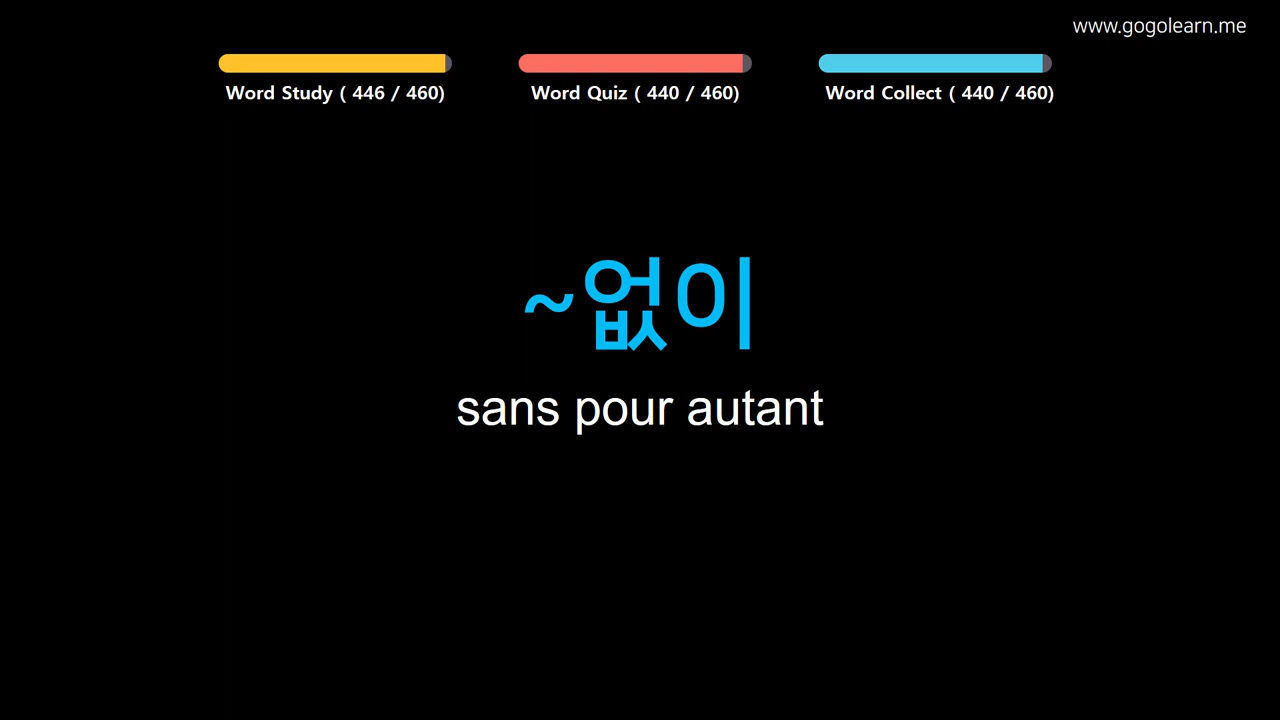 www.gogolearn.me
Word Study ( 446 / 460)
Word Quiz ( 440 / 460)
Word Collect ( 440 / 460)
~없이
sans pour autant